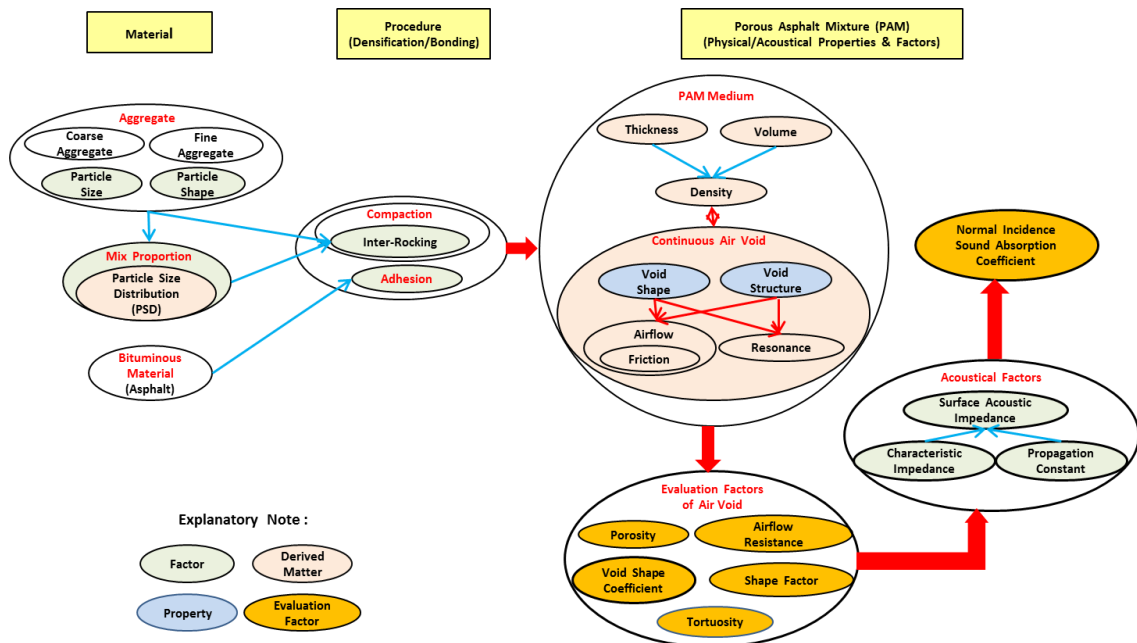 Material
Procedure
(Densification/Bonding)
Porous Asphalt Mixture (PAM)
(Physical/Acoustical Properties & Factors)
Aggregate
Coarse
Aggregate
Fine
Aggregate
Particle
Size
Particle
Shape
Mix Proportion
Particle Size
Distribution
(PSD)
Bituminous
Material
(Asphalt)
Compaction
Inter-Rocking
Adhesion
PAM Medium
Thickness
Volume
Density
Continuous Air Void
Void
Shape
Void
Structure
Airflow
Friction
Resonance
Evaluation Factors
of Air Void
Porosity
Airflow
Resistance
Void Shape
Coefficient
Shape Factor
Tortuosity
Normal Incidence
Sound Absorption
Coefficient
Acoustical Factors
Surface Acoustic
Impedance
Characteristic
Impedance
Propagation
Constant
Explanatory Note :
Factor
Derived
Matter
Property
Evaluation
Factor